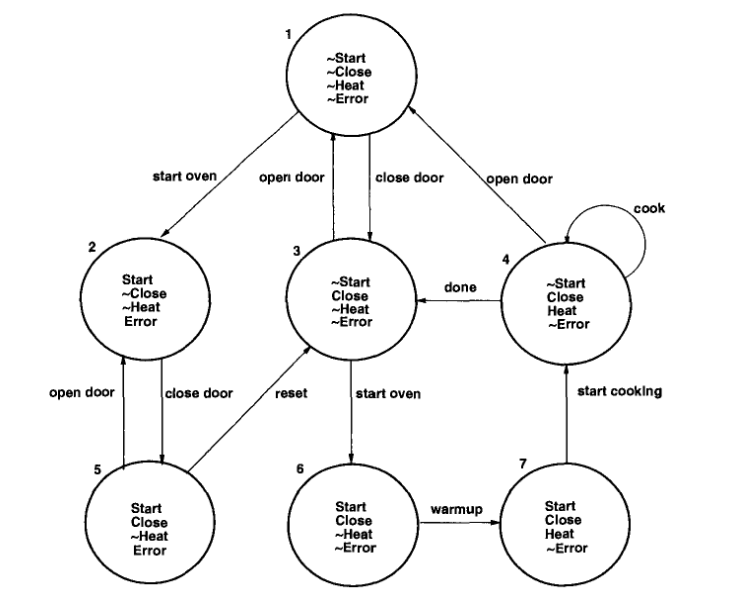 1
~Start
~Close
~Heat
~Error
start oven
open door
close door
open door
cook
2
Start
~Close
~Heat
Error
3
~Start
Close
~Heat
~Error
4
~Start
Close
Heat
~Error
done
open door
close door
reset
start oven
start cooking
5
Start
Close
~Heat
Error
6
Start
Close
~Heat
~Error
warmup
7
Start
Close
Heat
~Error